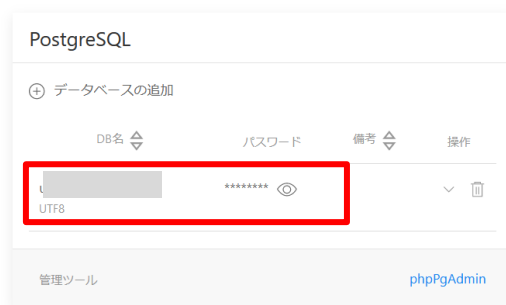 PostgreSQL
データベースの追加
DB名 パスワード 備考 操作
******** 
UTF8
管理ツール phpPgAdmin